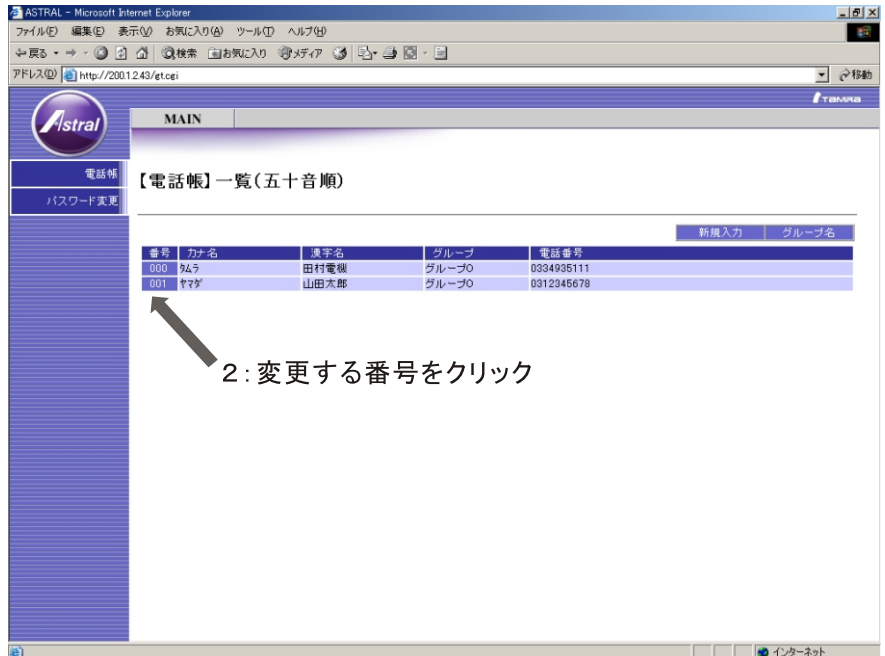 ASTRAL - Microsoft Internet Explorer
ファイル(F) 編集(E) 表示(V) お気に入り(A) ツール(T) ヘルプ(H)
戻る 検索 お気に入り メディア
アドレス(D) http://200.1.2.43/gt.cgi 移動
TAMRA
Astral
MAIN
電話帳
パスワード変更
【電話帳】一覧(五十音順)
新規入力 グループ名
番号 カナ名 漢字名 グループ 電話番号
000 ﾀﾑﾗ 田村電機 グループ0 0334935111
001 ﾔﾏﾀﾞ 山田太郎 グループ0 0312345678
2:変更する番号をクリック
インターネット